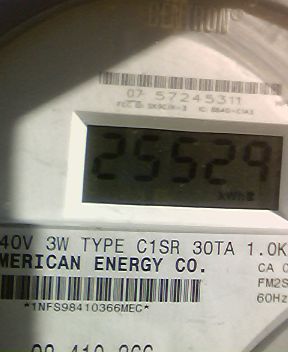 07 57245311
25529
kWh
40V 3W TYPE C1SR 30TA 1.0K
MERICAN ENERGY CO.
CA
FM2S
60Hz
*1NFS98410366MEC*